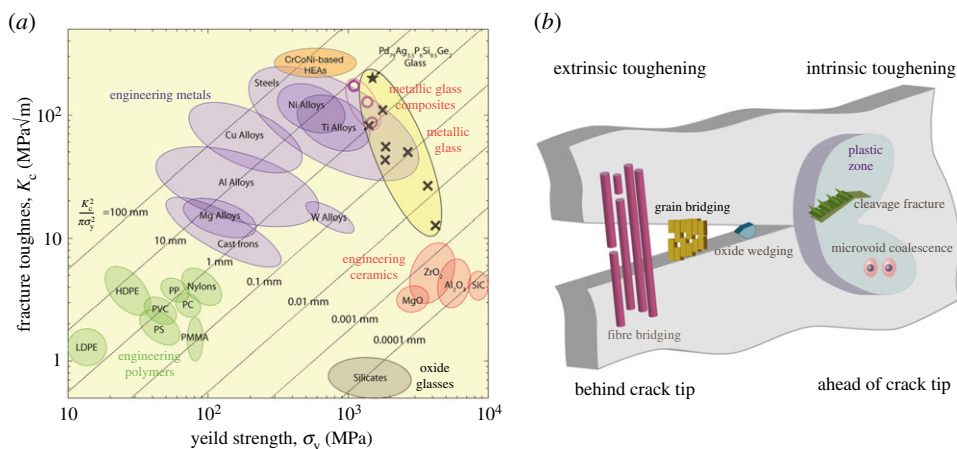 (a)
fracture toughnes, Kc (MPa√m)
10²
10
1
10
10²
10³
10⁴
yeild strength, σy (MPa)
CrCoNi-based
HEAs
Pd79Ag3.5P6Si9.5Ge2
Glass
Steels
engineering metals
Ni Alloys
Ti Alloys
metallic glass
composites
metallic
glass
Cu Alloys
Al Alloys
Mg Alloys
W Alloys
Cast Irons
Kc²
πσy²
=100 mm
10 mm
1 mm
0.1 mm
0.01 mm
0.001 mm
0.0001 mm
engineering
ceramics
ZrO2
Al2O3
SiC
MgO
HDPE
PP
Nylons
PVC
PC
PS
PMMA
LDPE
engineering
polymers
oxide
glasses
Silicates
(b)
extrinsic toughening
intrinsic toughening
plastic
zone
grain bridging
cleavage fracture
oxide wedging
microvoid coalescence
fibre bridging
behind crack tip
ahead of crack tip